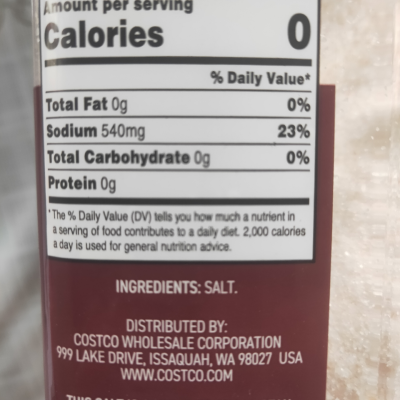 Amount per serving
Calories 0
% Daily Value*
Total Fat 0g 0%
Sodium 540mg 23%
Total Carbohydrate 0g 0%
Protein 0g
* The % Daily Value (DV) tells you how much a nutrient in
a serving of food contributes to a daily diet. 2,000 calories
a day is used for general nutrition advice.
INGREDIENTS: SALT.
DISTRIBUTED BY:
COSTCO WHOLESALE CORPORATION
999 LAKE DRIVE, ISSAQUAH, WA 98027 USA
WWW.COSTCO.COM